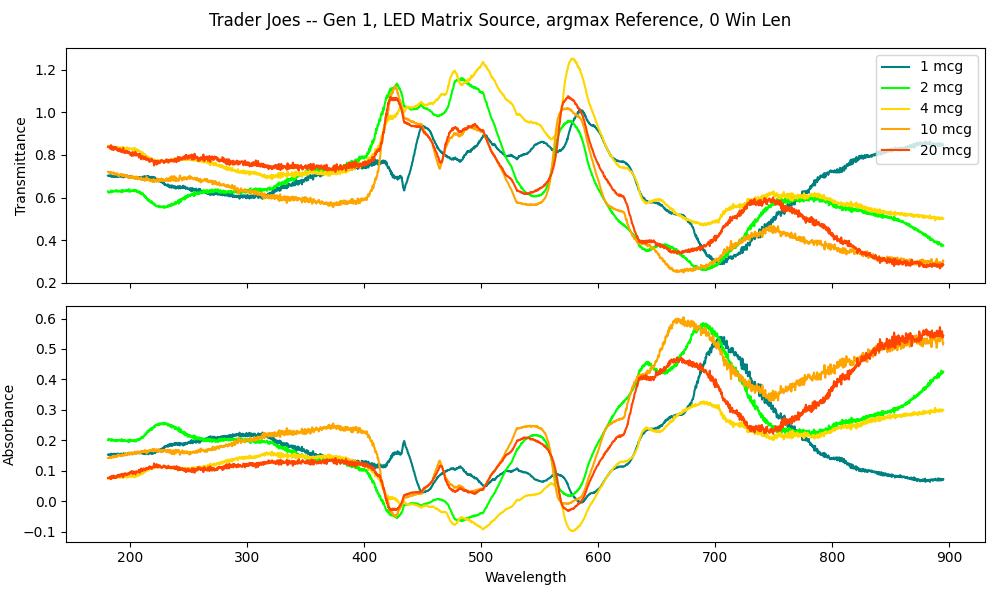 Trader Joes -- Gen 1, LED Matrix Source, argmax Reference, 0 Win Len
1.2
1.0
0.8
0.6
0.4
0.2
Transmittance
1 mcg
2 mcg
4 mcg
10 mcg
20 mcg
0.6
0.5
0.4
0.3
0.2
0.1
0.0
−0.1
Absorbance
200 300 400 500 600 700 800 900
Wavelength